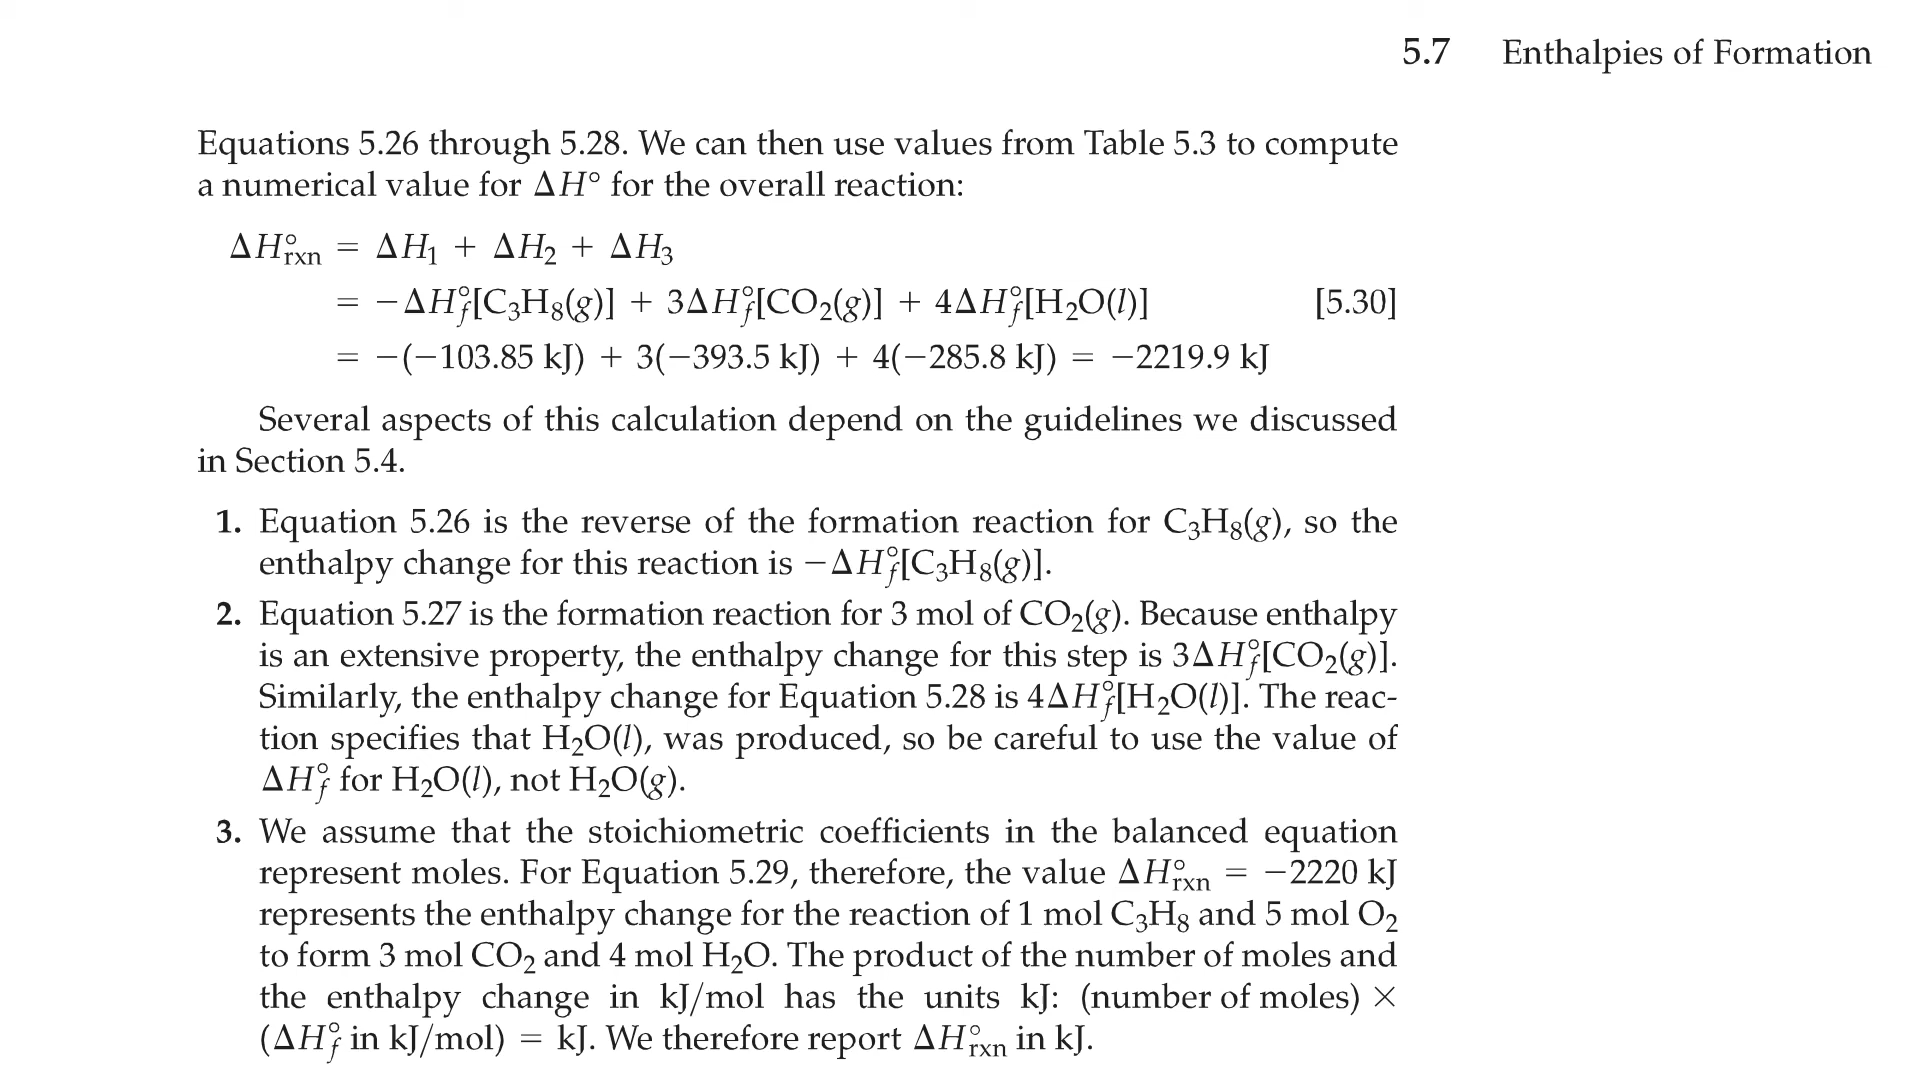 5.7 Enthalpies of Formation
Equations 5.26 through 5.28. We can then use values from Table 5.3 to compute
a numerical value for ΔH° for the overall reaction:
ΔH°rxn = ΔH₁ + ΔH₂ + ΔH₃
= −ΔH°f[C₃H₈(g)] + 3ΔH°f[CO₂(g)] + 4ΔH°f[H₂O(l)] [5.30]
= −(−103.85 kJ) + 3(−393.5 kJ) + 4(−285.8 kJ) = −2219.9 kJ
Several aspects of this calculation depend on the guidelines we discussed
in Section 5.4.
1. Equation 5.26 is the reverse of the formation reaction for C₃H₈(g), so the
enthalpy change for this reaction is −ΔH°f[C₃H₈(g)].
2. Equation 5.27 is the formation reaction for 3 mol of CO₂(g). Because enthalpy
is an extensive property, the enthalpy change for this step is 3ΔH°f[CO₂(g)].
Similarly, the enthalpy change for Equation 5.28 is 4ΔH°f[H₂O(l)]. The reac-
tion specifies that H₂O(l), was produced, so be careful to use the value of
ΔH°f for H₂O(l), not H₂O(g).
3. We assume that the stoichiometric coefficients in the balanced equation
represent moles. For Equation 5.29, therefore, the value ΔH°rxn = −2220 kJ
represents the enthalpy change for the reaction of 1 mol C₃H₈ and 5 mol O₂
to form 3 mol CO₂ and 4 mol H₂O. The product of the number of moles and
the enthalpy change in kJ/mol has the units kJ: (number of moles) ×
(ΔH°f in kJ/mol) = kJ. We therefore report ΔH°rxn in kJ.